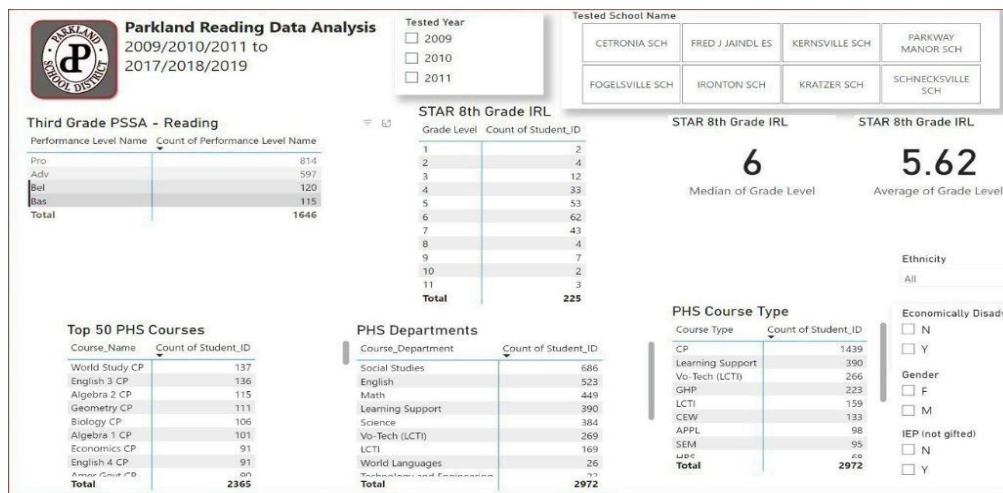 PARKLAND
SCHOOL DISTRICT
Parkland Reading Data Analysis
2009/2010/2011 to
2017/2018/2019
Tested Year
2009
2010
2011
Tested School Name
CETRONIA SCH
FRED J JAINDL ES
KERNSVILLE SCH
PARKWAY
MANOR SCH
FOGELSVILLE SCH
IRONTON SCH
KRATZER SCH
SCHNECKSVILLE
SCH
Third Grade PSSA - Reading
Performance Level Name Count of Performance Level Name
Pro 814
Adv 597
Bel 120
Bas 115
Total 1646
STAR 8th Grade IRL
Grade Level Count of Student_ID
1 2
2 4
3 12
4 33
5 53
6 62
7 43
8 4
9 7
10 2
11 3
Total 225
STAR 8th Grade IRL
6
Median of Grade Level
STAR 8th Grade IRL
5.62
Average of Grade Level
Ethnicity
All
Top 50 PHS Courses
Course_Name Count of Student_ID
World Study CP 137
English 3 CP 136
Algebra 2 CP 115
Geometry CP 111
Biology CP 106
Algebra 1 CP 101
Economics CP 91
English 4 CP 91
Amer Govt CP 90
Total 2365
PHS Departments
Course_Department Count of Student_ID
Social Studies 686
English 523
Math 449
Learning Support 390
Science 384
Vo-Tech (LCTI) 269
LCTI 169
World Languages 26
Technology and Engineering
Total 2972
PHS Course Type
Course Type Count of Student_ID
CP 1439
Learning Support 390
Vo-Tech (LCTI) 266
GHP 223
LCTI 159
CEW 133
APPL 98
SEM 95
Total 2972
Economically Disadv
N
Y
Gender
F
M
IEP (not gifted)
N
Y